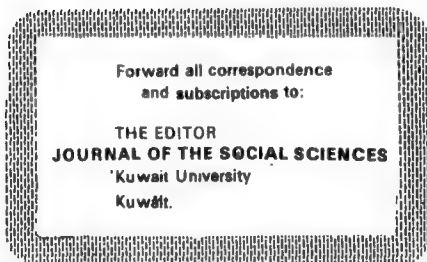 Forward all correspondence
and subscriptions to:
THE EDITOR
JOURNAL OF THE SOCIAL SCIENCES
Kuwait University
Kuwait.